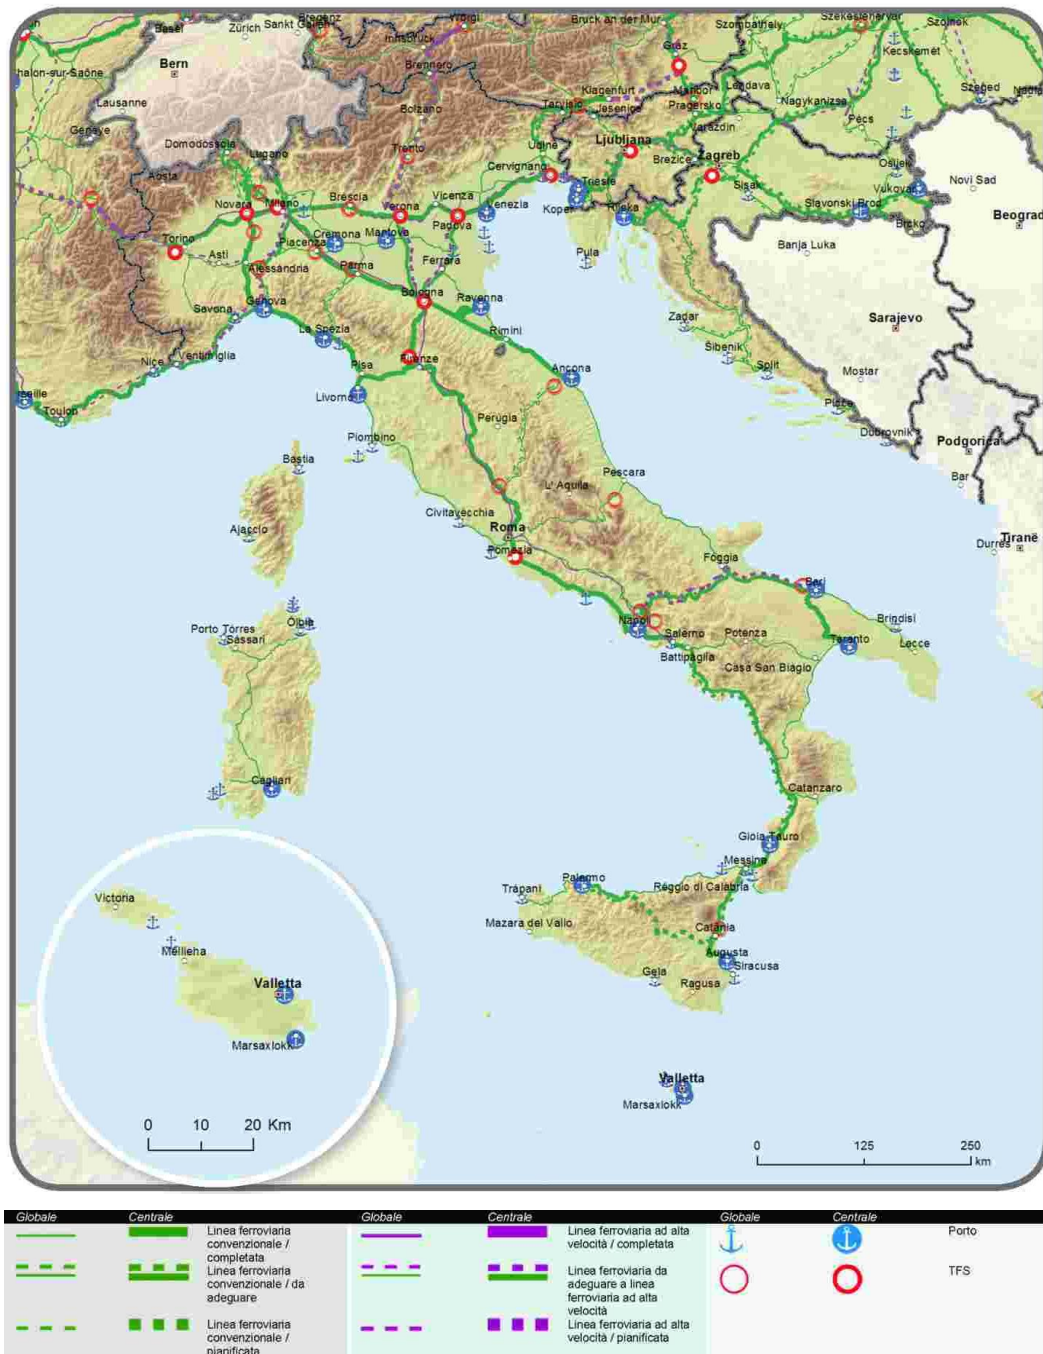 Basel
Zürich
Sankt Gallen
Bregenz
Wörgl
Innsbruck
Bruck an der Mur
Szombathely
Székesfehérvár
Szolnok
Kecskemét
Bern
Graz
halon-sur-Saône
Brennero
Klagenfurt
Maribor
Lendava
Lausanne
Bolzano
Tarvisio
Jesenice
Pragersko
Nagykanizsa
Szeged
Genève
Varazdin
Pécs
Domodossola
Lugano
Trento
Udine
Ljubljana
Brezice
Zagreb
Osijek
Aosta
Cervignano
Trieste
Sisak
Vukovar
Novi Sad
Novara
Milano
Brescia
Verona
Vicenza
Padova
Venezia
Koper
Rijeka
Slavonski Brod
Brcko
Beograd
Torino
Asti
Piacenza
Cremona
Mantova
Pula
Banja Luka
Alessandria
Parma
Ferrara
Savona
Genova
Bologna
Ravenna
Zadar
Sarajevo
La Spezia
Rimini
Nice
Ventimiglia
Pisa
Firenze
Ancona
Sibenik
Split
Mostar
eille
Toulon
Livorno
Ploce
Perugia
Piombino
Dubrovnik
Podgorica
Bastia
L' Aquila
Pescara
Bar
Ajaccio
Civitavecchia
Roma
Pomezia
Foggia
Durrës
Tiranë
Bari
Porto Torres
Sassari
Olbia
Napoli
Salerno
Potenza
Brindisi
Battipaglia
Casa San Biagio
Taranto
Lecce
Cagliari
Catanzaro
Gioia Tauro
Messina
Reggio di Calabria
Palermo
Trapani
Mazara del Vallo
Catania
Augusta
Siracusa
Gela
Ragusa
Victoria
Mellieha
Valletta
Marsaxlokk
Valletta
Marsaxlokk
0 10 20 Km
0 125 250
km
Globale Centrale Globale Centrale Globale Centrale
Linea ferroviaria
convenzionale /
completata
Linea ferroviaria ad alta
velocità / completata
Porto
Linea ferroviaria
convenzionale / da
adeguare
Linea ferroviaria da
adeguare a linea
ferroviaria ad alta
velocità
TFS
Linea ferroviaria
convenzionale /
pianificata
Linea ferroviaria ad alta
velocità / pianificata